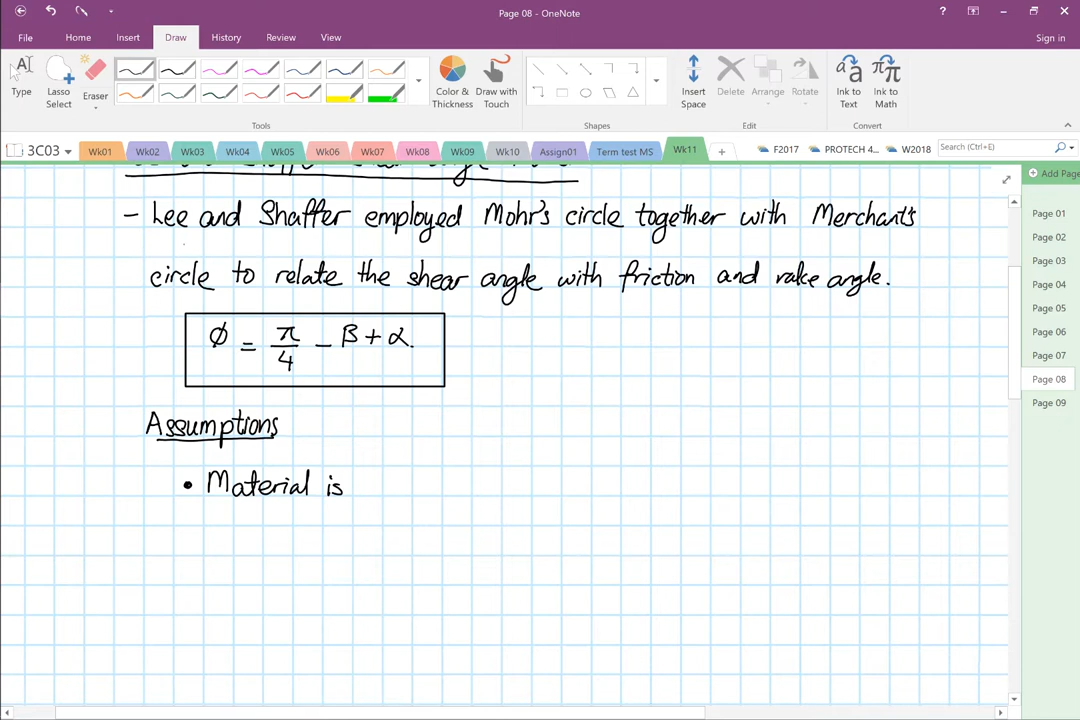 Page 08 - OneNote
File Home Insert Draw History Review View
? Sign in
Type
Lasso Select
Eraser
Color & Thickness
Draw with Touch
Insert Space
Delete
Arrange
Rotate
Ink to Text
Ink to Math
Tools Shapes Edit Convert
3C03 Wk01 Wk02 Wk03 Wk04 Wk05 Wk06 Wk07 Wk08 Wk09 Wk10 Assign01 Term test MS Wk11 + F2017 PROTECH 4... W2018 Search (Ctrl+E)
Add Page
Page 01
Page 02
Page 03
Page 04
Page 05
Page 06
Page 07
Page 08
Page 09
- Lee and Shaffer employed Mohr's circle together with Merchant's
circle to relate the shear angle with friction and rake angle.
φ = π/4 - β + α.
Assumptions
• Material is